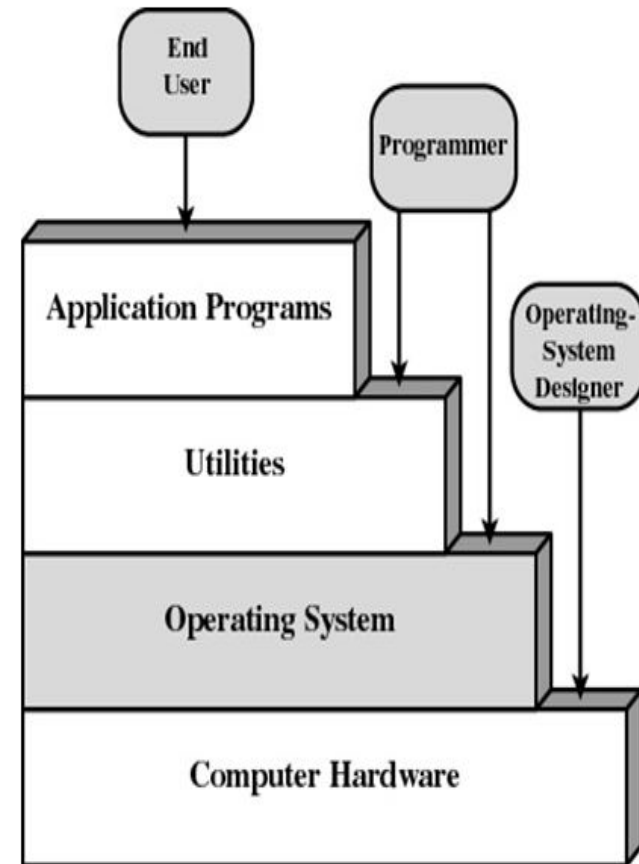 End
User
Programmer
Application Programs
Operating-
System
Designer
Utilities
Operating System
Computer Hardware